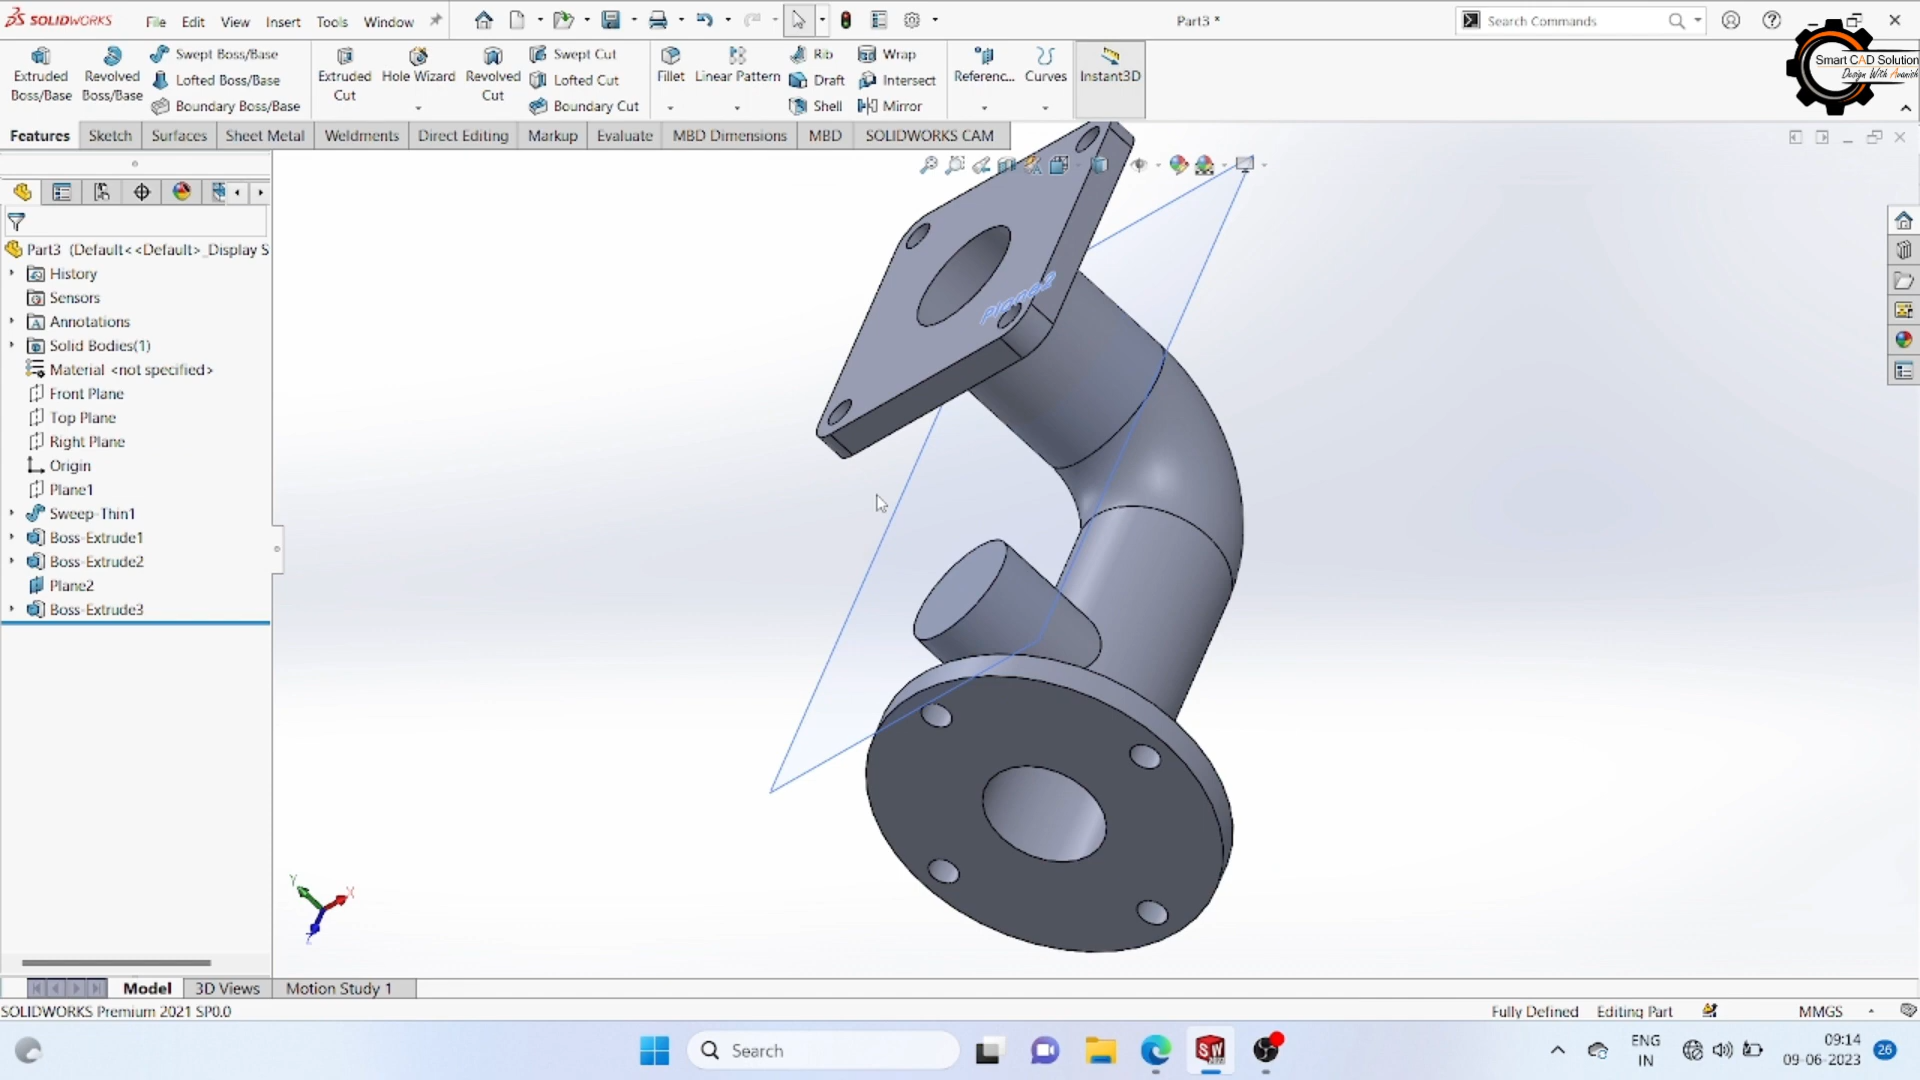 SOLIDWORKS File Edit View Insert Tools Window Part3 * Search Commands
Smart CAD Solution
Design With Avanish
Extruded Boss/Base
Revolved Boss/Base
Swept Boss/Base
Lofted Boss/Base
Boundary Boss/Base
Extruded Cut
Hole Wizard
Revolved Cut
Swept Cut
Lofted Cut
Boundary Cut
Fillet
Linear Pattern
Rib
Draft
Shell
Wrap
Intersect
Mirror
Referenc...
Curves
Instant3D
Features Sketch Surfaces Sheet Metal Weldments Direct Editing Markup Evaluate MBD Dimensions MBD SOLIDWORKS CAM
Part3 (Default<<Default>_Display S
History
Sensors
Annotations
Solid Bodies(1)
Material <not specified>
Front Plane
Top Plane
Right Plane
Origin
Plane1
Sweep-Thin1
Boss-Extrude1
Boss-Extrude2
Plane2
Boss-Extrude3
Plane2
Y
X
Z
Model 3D Views Motion Study 1
SOLIDWORKS Premium 2021 SP0.0 Fully Defined Editing Part MMGS
Search
SW
2021
ENG
IN
09:14
09-06-2023
26